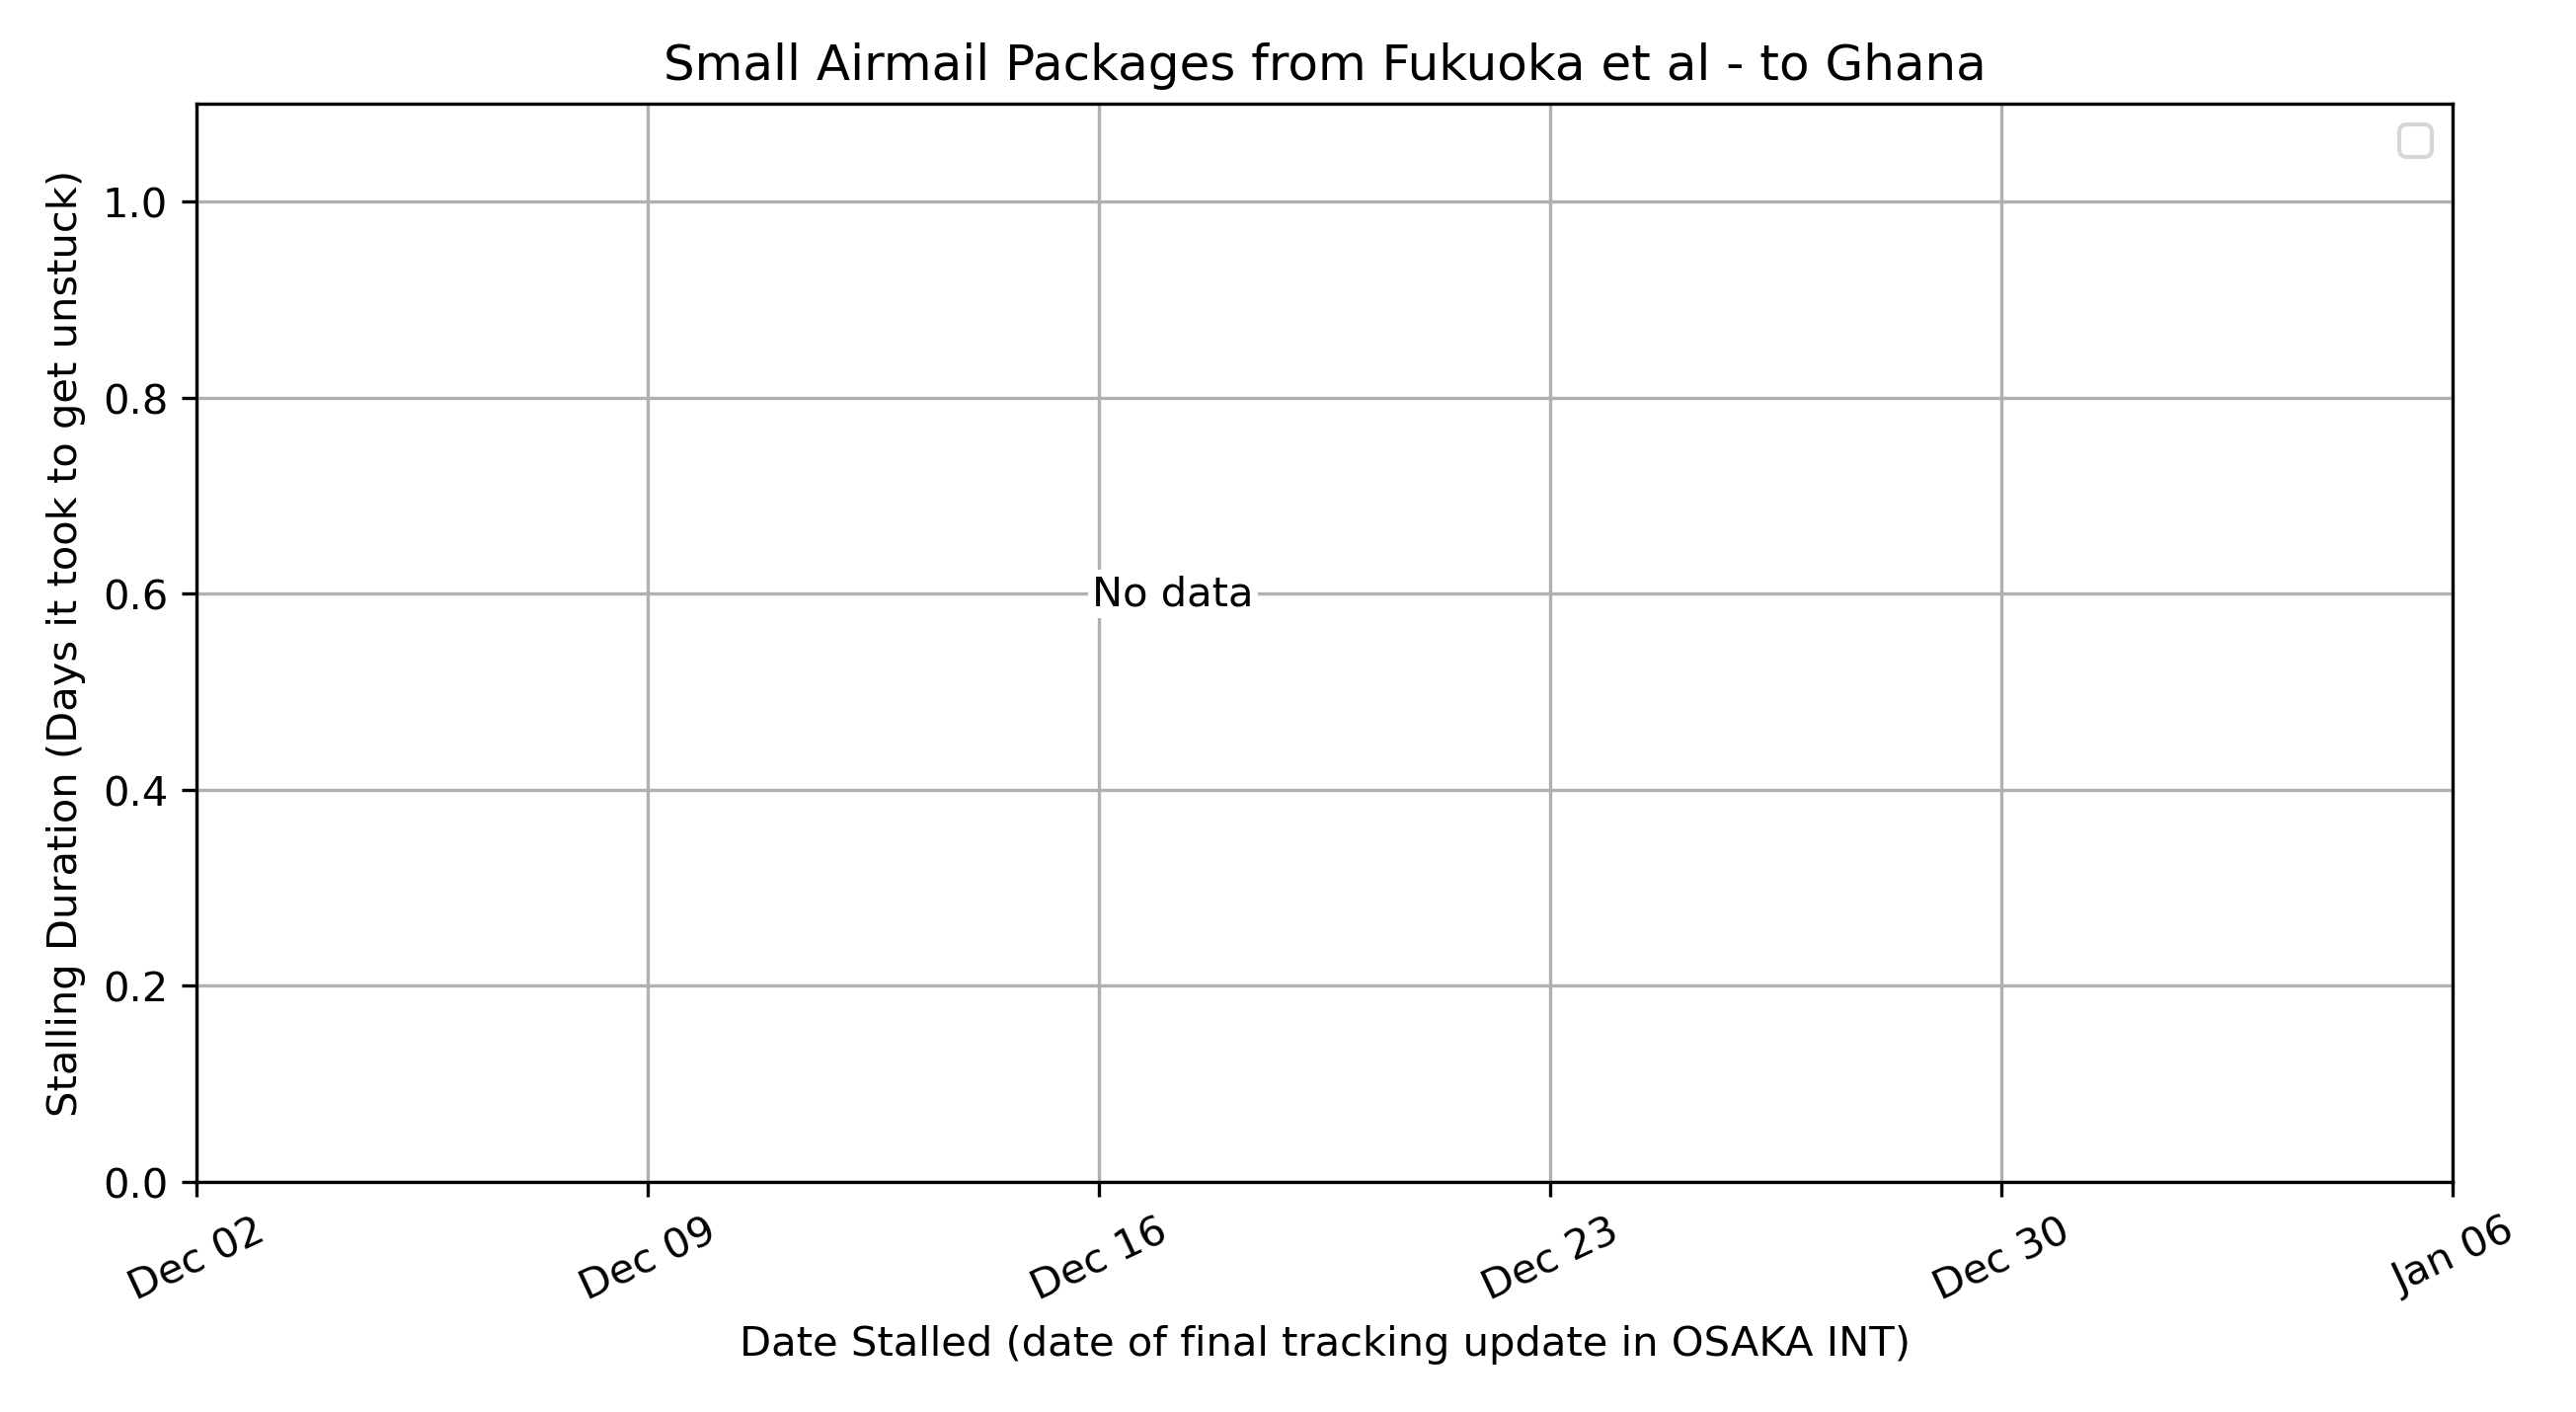 Small Airmail Packages from Fukuoka et al - to Ghana
Stalling Duration (Days it took to get unstuck)
1.0
0.8
0.6
0.4
0.2
0.0
No data
Dec 02
Dec 09
Dec 16
Dec 23
Dec 30
Jan 06
Date Stalled (date of final tracking update in OSAKA INT)